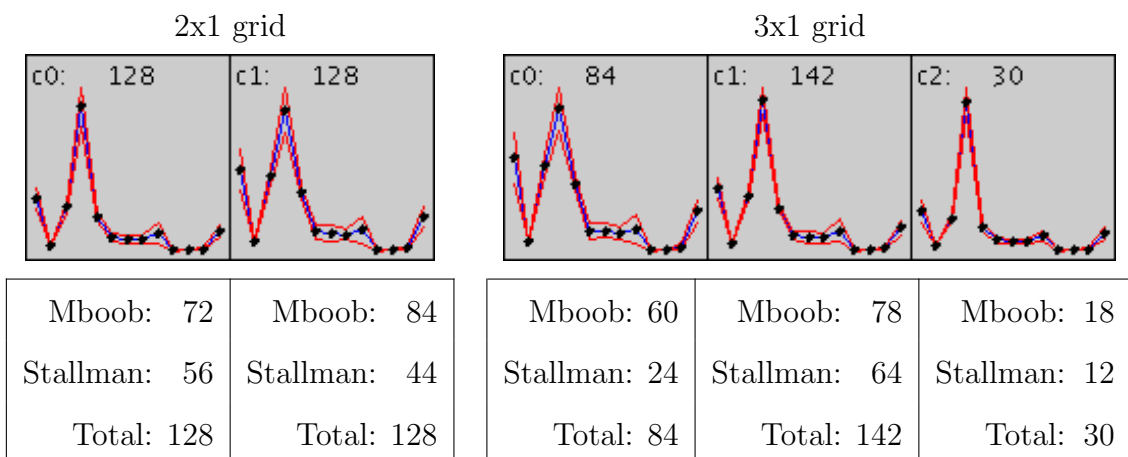 2x1 grid
3x1 grid
c0: 128
c1: 128
c0: 84
c1: 142
c2: 30
Mboob: 72
Mboob: 84
Stallman: 56
Stallman: 44
Total: 128
Total: 128
Mboob: 60
Mboob: 78
Mboob: 18
Stallman: 24
Stallman: 64
Stallman: 12
Total: 84
Total: 142
Total: 30